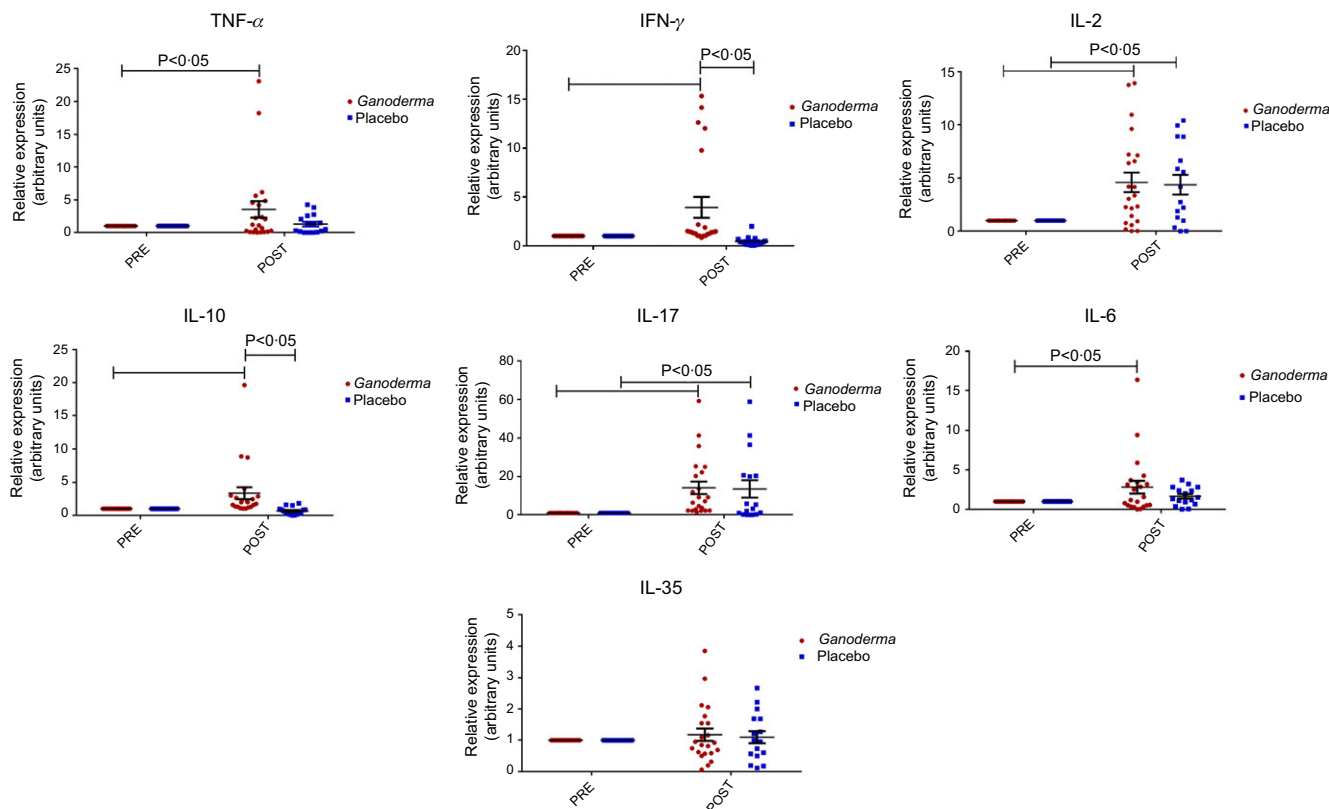 TNF-α
P<0·05
Relative expression
(arbitrary units)
25
20
15
10
5
0
PRE
POST
Ganoderma
Placebo
IFN-γ
P<0·05
Relative expression
(arbitrary units)
20
15
10
5
0
PRE
POST
Ganoderma
Placebo
IL-2
P<0·05
Relative expression
(arbitrary units)
15
10
5
0
PRE
POST
Ganoderma
Placebo
IL-10
P<0·05
Relative expression
(arbitrary units)
25
20
15
10
5
0
PRE
POST
Ganoderma
Placebo
IL-17
P<0·05
Relative expression
(arbitrary units)
80
60
40
20
0
PRE
POST
Ganoderma
Placebo
IL-6
P<0·05
Relative expression
(arbitrary units)
20
15
10
5
0
PRE
POST
Ganoderma
Placebo
IL-35
Relative expression
(arbitrary units)
5
4
3
2
1
0
PRE
POST
Ganoderma
Placebo